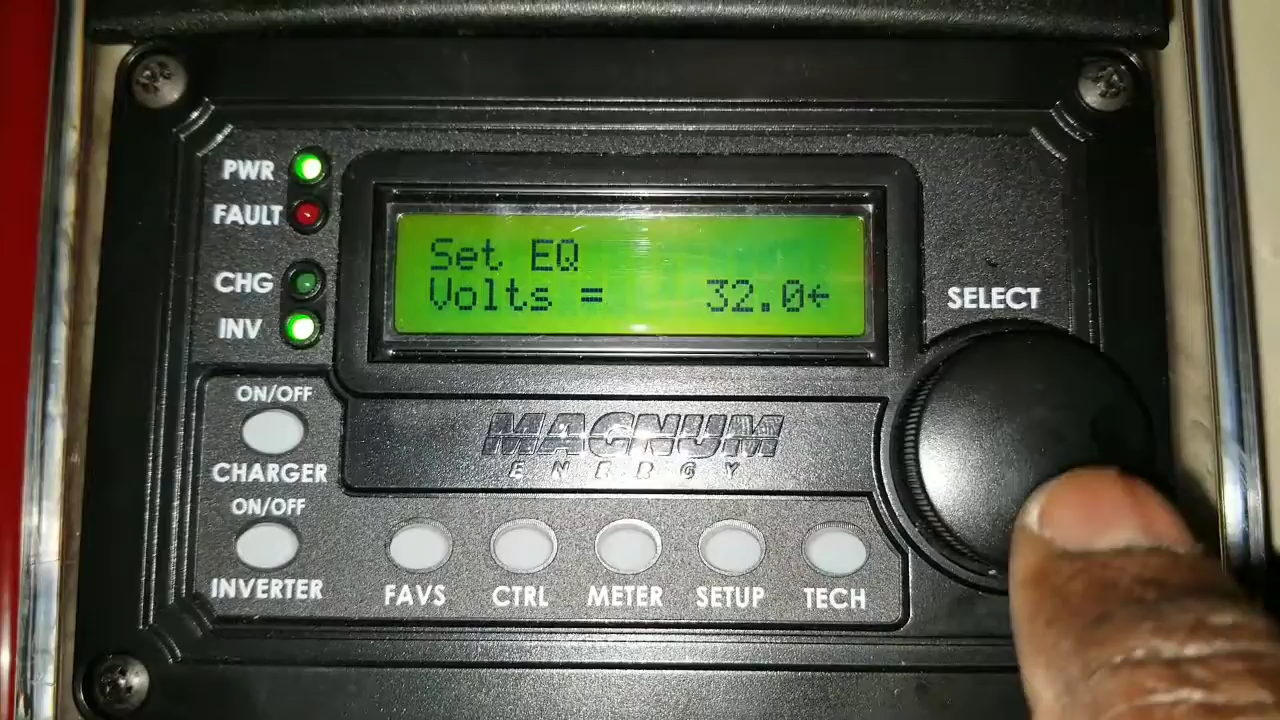 PWR
FAULT
CHG
INV
Set EQ
Volts = 32.0←
SELECT
ON/OFF
CHARGER
ON/OFF
INVERTER
MAGNUM
ENERGY
FAVS
CTRL
METER
SETUP
TECH